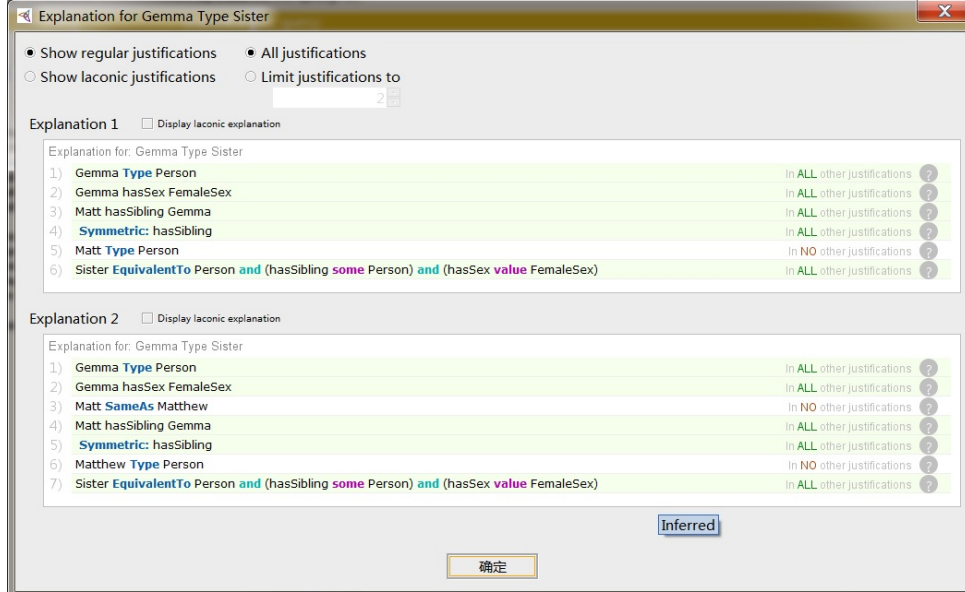 Explanation for Gemma Type Sister
Show regular justifications All justifications
Show laconic justifications Limit justifications to
2
Explanation 1 Display laconic explanation
Explanation for: Gemma Type Sister
1) Gemma Type Person In ALL other justifications ?
2) Gemma hasSex FemaleSex In ALL other justifications ?
3) Matt hasSibling Gemma In ALL other justifications ?
4) Symmetric: hasSibling In ALL other justifications ?
5) Matt Type Person In NO other justifications ?
6) Sister EquivalentTo Person and (hasSibling some Person) and (hasSex value FemaleSex) In ALL other justifications ?
Explanation 2 Display laconic explanation
Explanation for: Gemma Type Sister
1) Gemma Type Person In ALL other justifications ?
2) Gemma hasSex FemaleSex In ALL other justifications ?
3) Matt SameAs Matthew In NO other justifications ?
4) Matt hasSibling Gemma In ALL other justifications ?
5) Symmetric: hasSibling In ALL other justifications ?
6) Matthew Type Person In NO other justifications ?
7) Sister EquivalentTo Person and (hasSibling some Person) and (hasSex value FemaleSex) In ALL other justifications ?
Inferred
确定